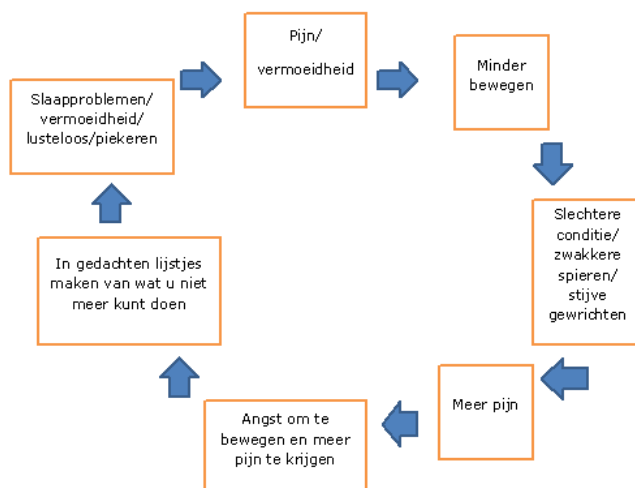 Pijn/
vermoeidheid
Minder
bewegen
Slechtere
conditie/
zwakkere
spieren/
stijve
gewrichten
Meer pijn
Angst om te
bewegen en meer
pijn te krijgen
In gedachten lijstjes
maken van wat u niet
meer kunt doen
Slaapproblemen/
vermoeidheid/
lusteloos/piekeren